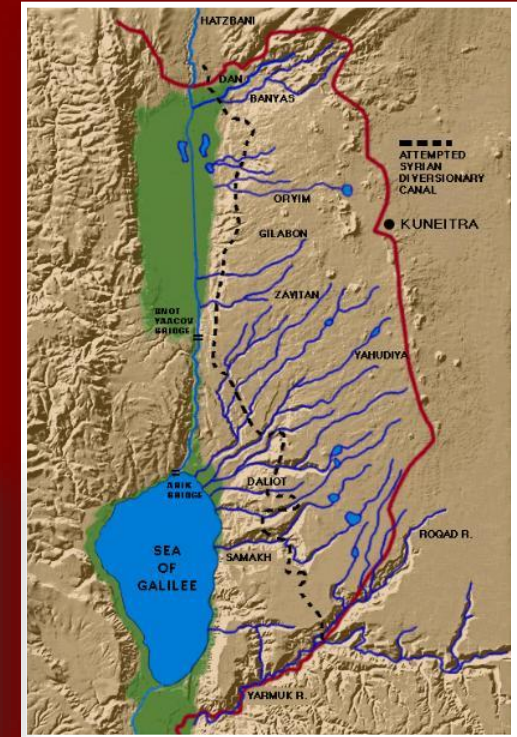 HATZBANI
DAN
BANYAS
ATTEMPTED
SYRIAN
DIVERSIONARY
CANAL
ORVIM
KUNEITRA
GILABON
ZAVITAN
BNOT
YAACOV
BRIDGE
YAHUDIYA
ARIK
BRIDGE
DALIOT
ROQAD R.
SEA
OF
GALILEE
SAMAKH
YARMUK R.